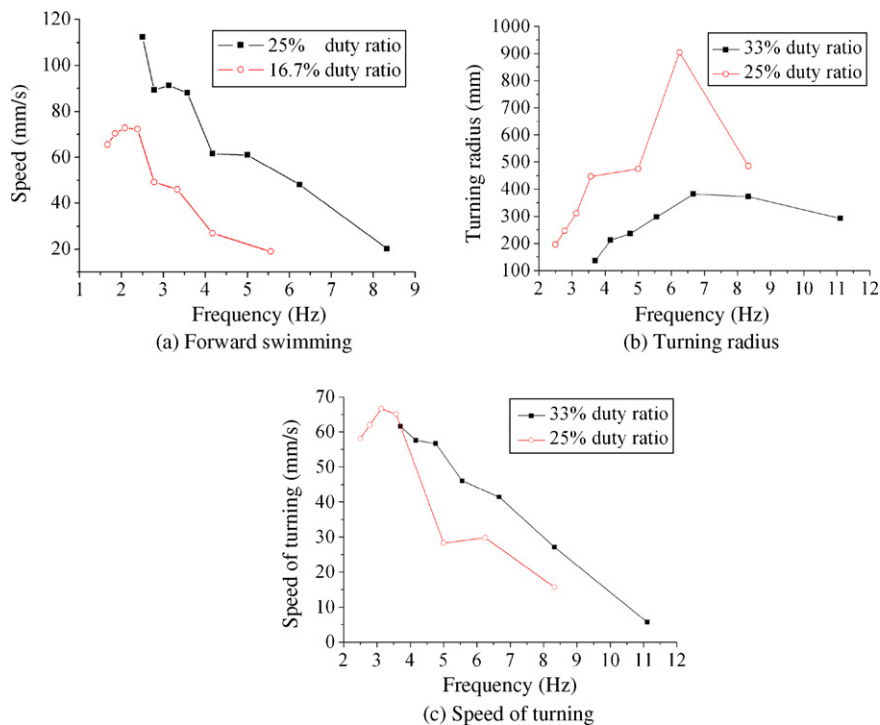 120
100
80
60
40
20
Speed (mm/s)
25% duty ratio
16.7% duty ratio
1 2 3 4 5 6 7 8 9
Frequency (Hz)
(a) Forward swimming
1000
900
800
700
600
500
400
300
200
100
Turning radius (mm)
33% duty ratio
25% duty ratio
2 3 4 5 6 7 8 9 10 11 12
Frequency (Hz)
(b) Turning radius
70
60
50
40
30
20
10
0
Speed of turning (mm/s)
33% duty ratio
25% duty ratio
2 3 4 5 6 7 8 9 10 11 12
Frequency (Hz)
(c) Speed of turning